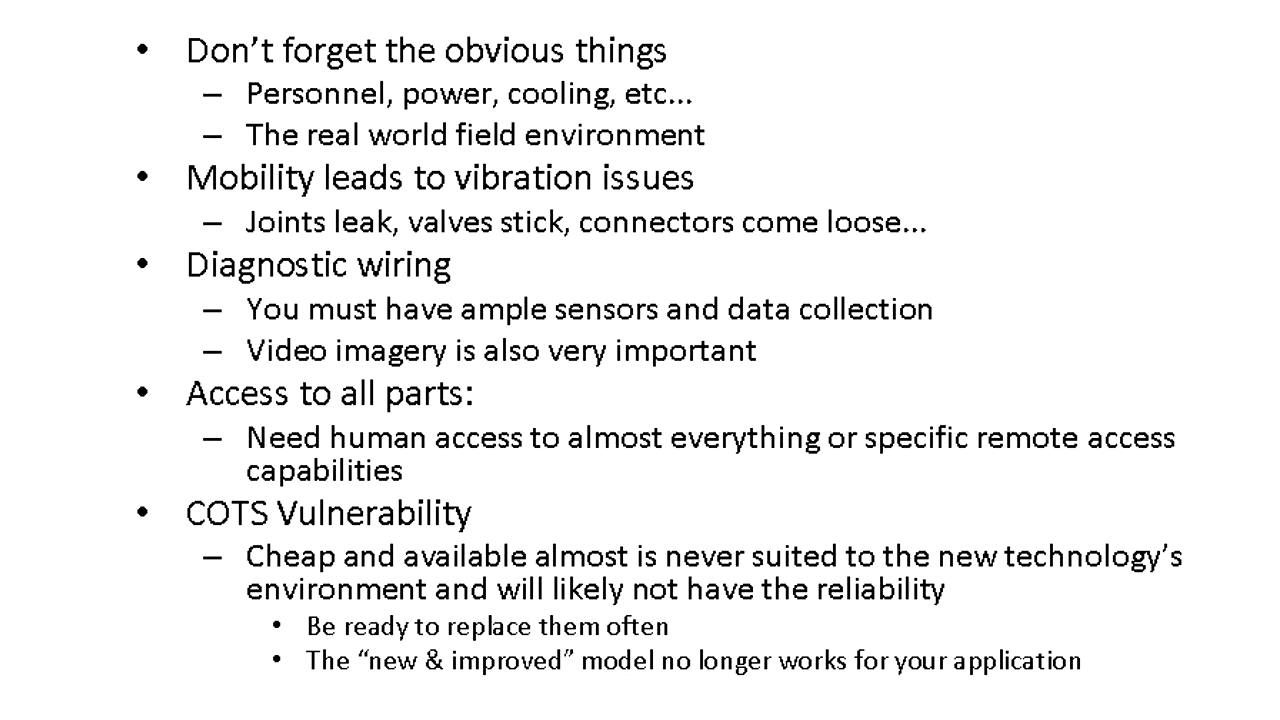 • Don't forget the obvious things
– Personnel, power, cooling, etc...
– The real world field environment
• Mobility leads to vibration issues
– Joints leak, valves stick, connectors come loose...
• Diagnostic wiring
– You must have ample sensors and data collection
– Video imagery is also very important
• Access to all parts:
– Need human access to almost everything or specific remote access
capabilities
• COTS Vulnerability
– Cheap and available almost is never suited to the new technology's
environment and will likely not have the reliability
• Be ready to replace them often
• The “new & improved” model no longer works for your application